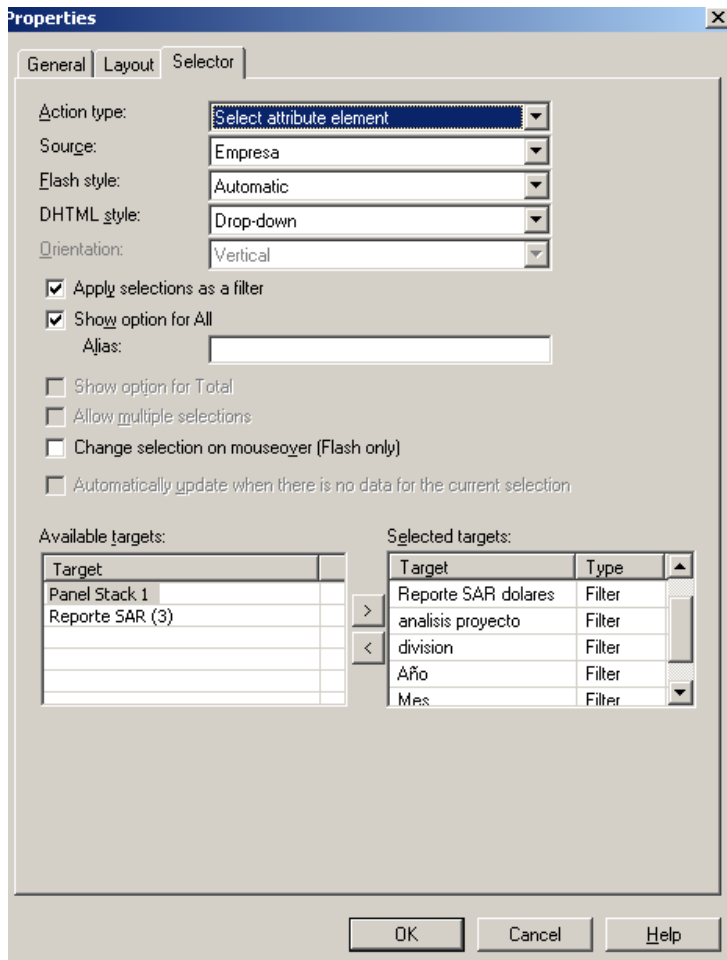 Properties
General Layout Selector
Action type: Select attribute element
Source: Empresa
Flash style: Automatic
DHTML style: Drop-down
Orientation: Vertical
Apply selections as a filter
Show option for All
Alias:
Show option for Total
Allow multiple selections
Change selection on mouseover (Flash only)
Automatically update when there is no data for the current selection
Available targets:
Target
Panel Stack 1
Reporte SAR (3)
>
<
Selected targets:
Target Type
Reporte SAR dolares Filter
analisis proyecto Filter
division Filter
Año Filter
Mes Filter
OK Cancel Help